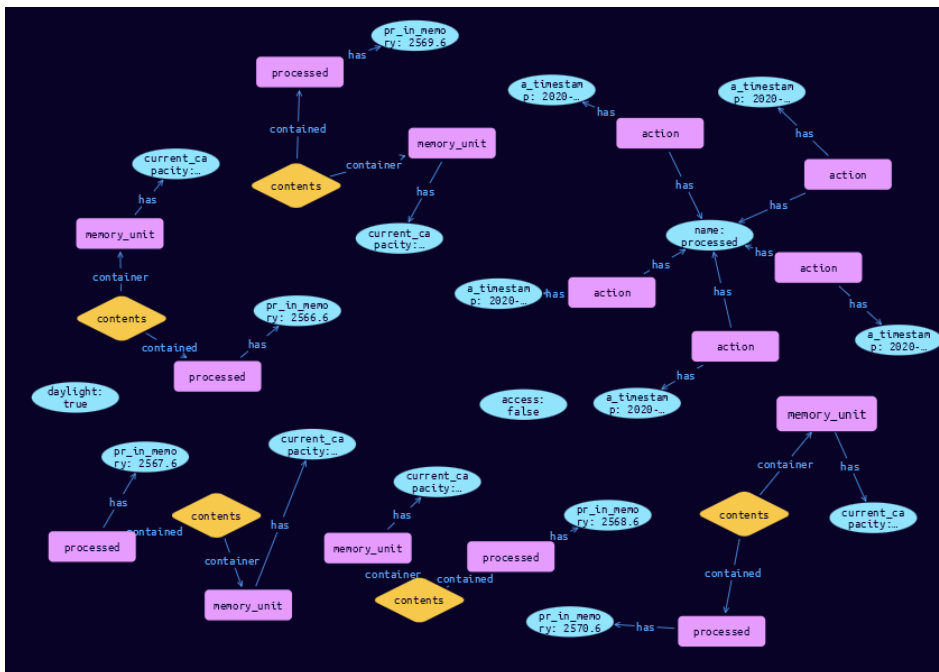 pr_in_memo
ry: 2569.6
has
processed
contained
memory_unit
container
contents
has
current_ca
pacity:…
current_ca
pacity:…
has
memory_unit
container
contents
contained
pr_in_memo
ry: 2566.6
has
processed
daylight:
true
a_timestam
p: 2020-…
has
action
has
a_timestam
p: 2020-…
has
action
has
name:
processed
has
action
has
a_timestam
p: 2020-…
a_timestam
p: 2020-…
has
action
has
has
action
has
a_timestam
p: 2020-…
access:
false
pr_in_memo
ry: 2567.6
has
processed
contained
contents
container
memory_unit
has
current_ca
pacity:…
current_ca
pacity:…
has
memory_unit
container
contents
contained
processed
has
pr_in_memo
ry: 2568.6
memory_unit
container
has
current_ca
pacity:…
contents
contained
pr_in_memo
ry: 2570.6
has
processed